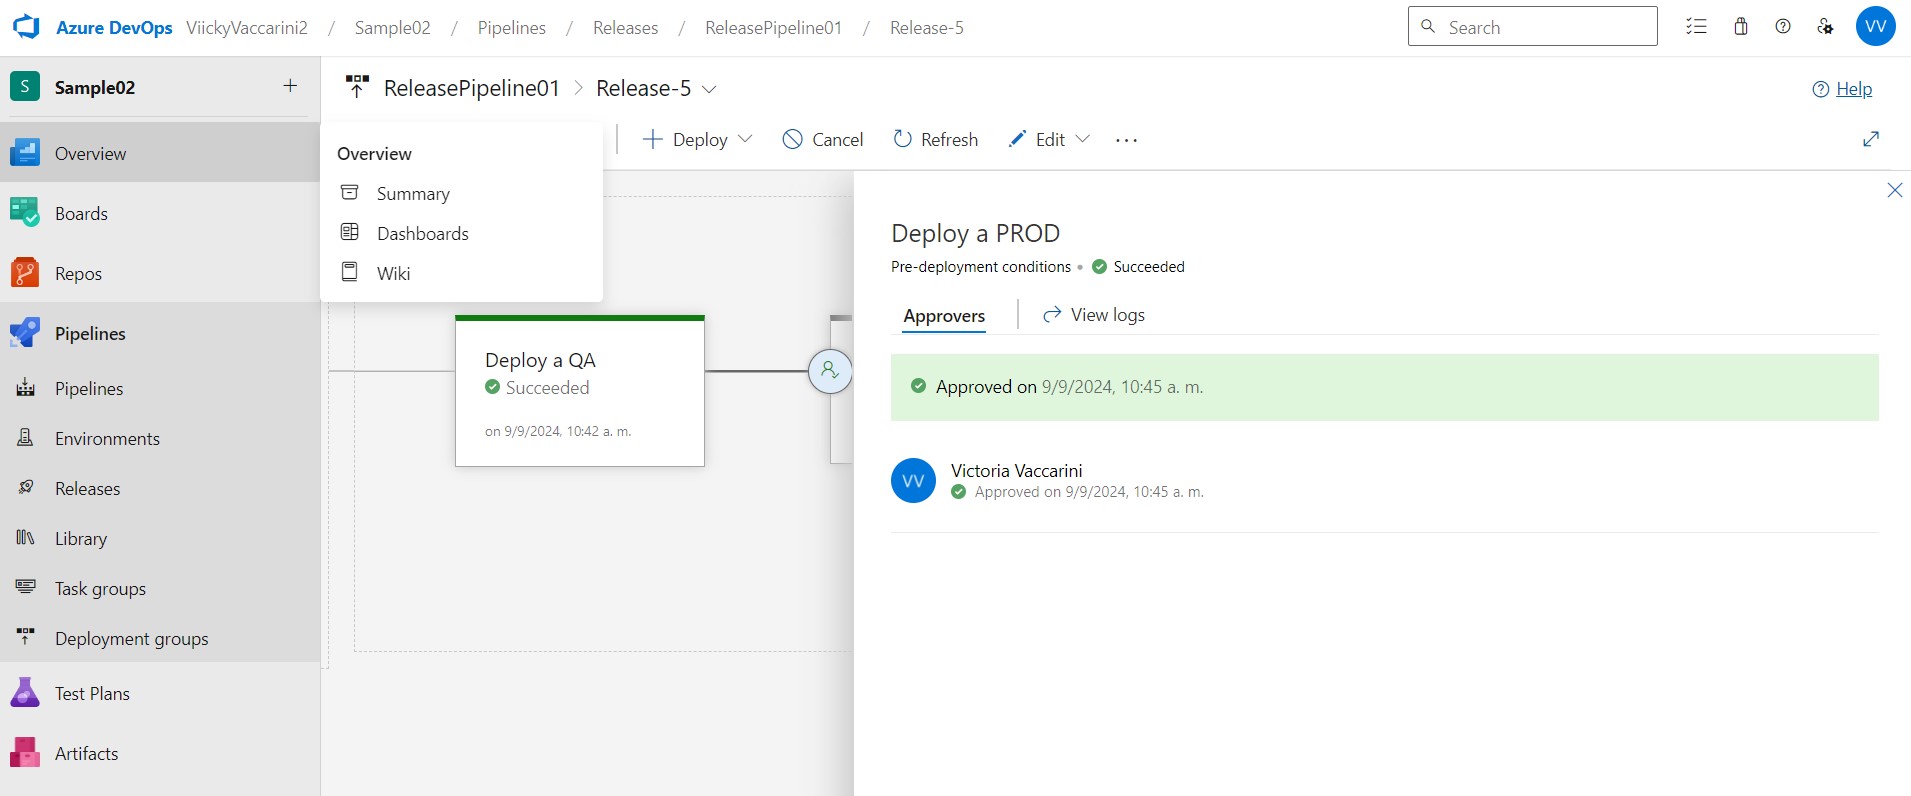 Azure DevOps ViickyVaccarini2 / Sample02 / Pipelines / Releases / ReleasePipeline01 / Release-5
Search
VV
S Sample02
ReleasePipeline01 > Release-5
Help
Deploy Cancel Refresh Edit ...
Overview
Boards
Repos
Pipelines
Pipelines
Environments
Releases
Library
Task groups
Deployment groups
Test Plans
Artifacts
Overview
Summary
Dashboards
Wiki
Deploy a QA
Succeeded
on 9/9/2024, 10:42 a. m.
Deploy a PROD
Pre-deployment conditions • Succeeded
Approvers View logs
Approved on 9/9/2024, 10:45 a. m.
VV
Victoria Vaccarini
Approved on 9/9/2024, 10:45 a. m.